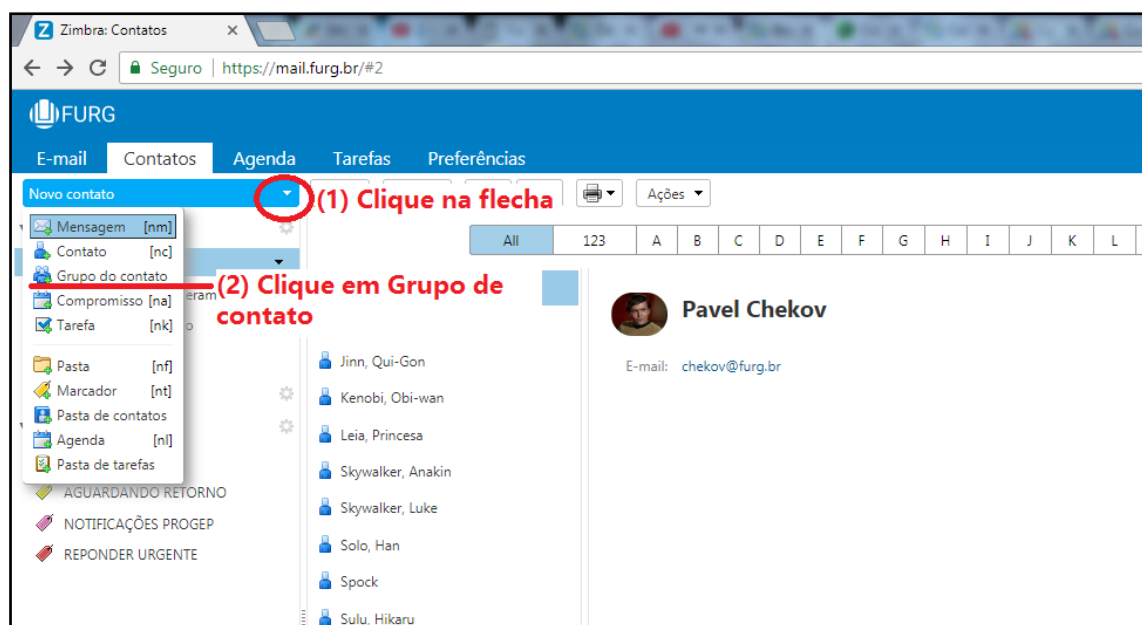 Zimbra: Contatos
Seguro | https://mail.furg.br/#2
FURG
E-mail Contatos Agenda Tarefas Preferências
Novo contato
(1) Clique na flecha
Ações
Mensagem [nm]
Contato [nc]
Grupo do contato
Compromisso [na]
Tarefa [nk]
Pasta [nf]
Marcador [nt]
Pasta de contatos
Agenda [nl]
Pasta de tarefas
(2) Clique em Grupo de
contato
AGUARDANDO RETORNO
NOTIFICAÇÕES PROGEP
REPONDER URGENTE
All 123 A B C D E F G H I J K L
Jinn, Qui-Gon
Kenobi, Obi-wan
Leia, Princesa
Skywalker, Anakin
Skywalker, Luke
Solo, Han
Spock
Sulu, Hikaru
Pavel Chekov
E-mail: chekov@furg.br